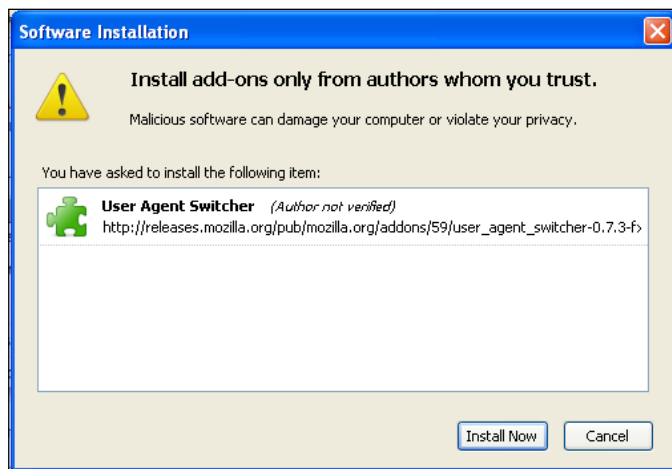 Software Installation
Install add-ons only from authors whom you trust.
Malicious software can damage your computer or violate your privacy.
You have asked to install the following item:
User Agent Switcher (Author not verified)
http://releases.mozilla.org/pub/mozilla.org/addons/59/user_agent_switcher-0.7.3-f
Install Now Cancel